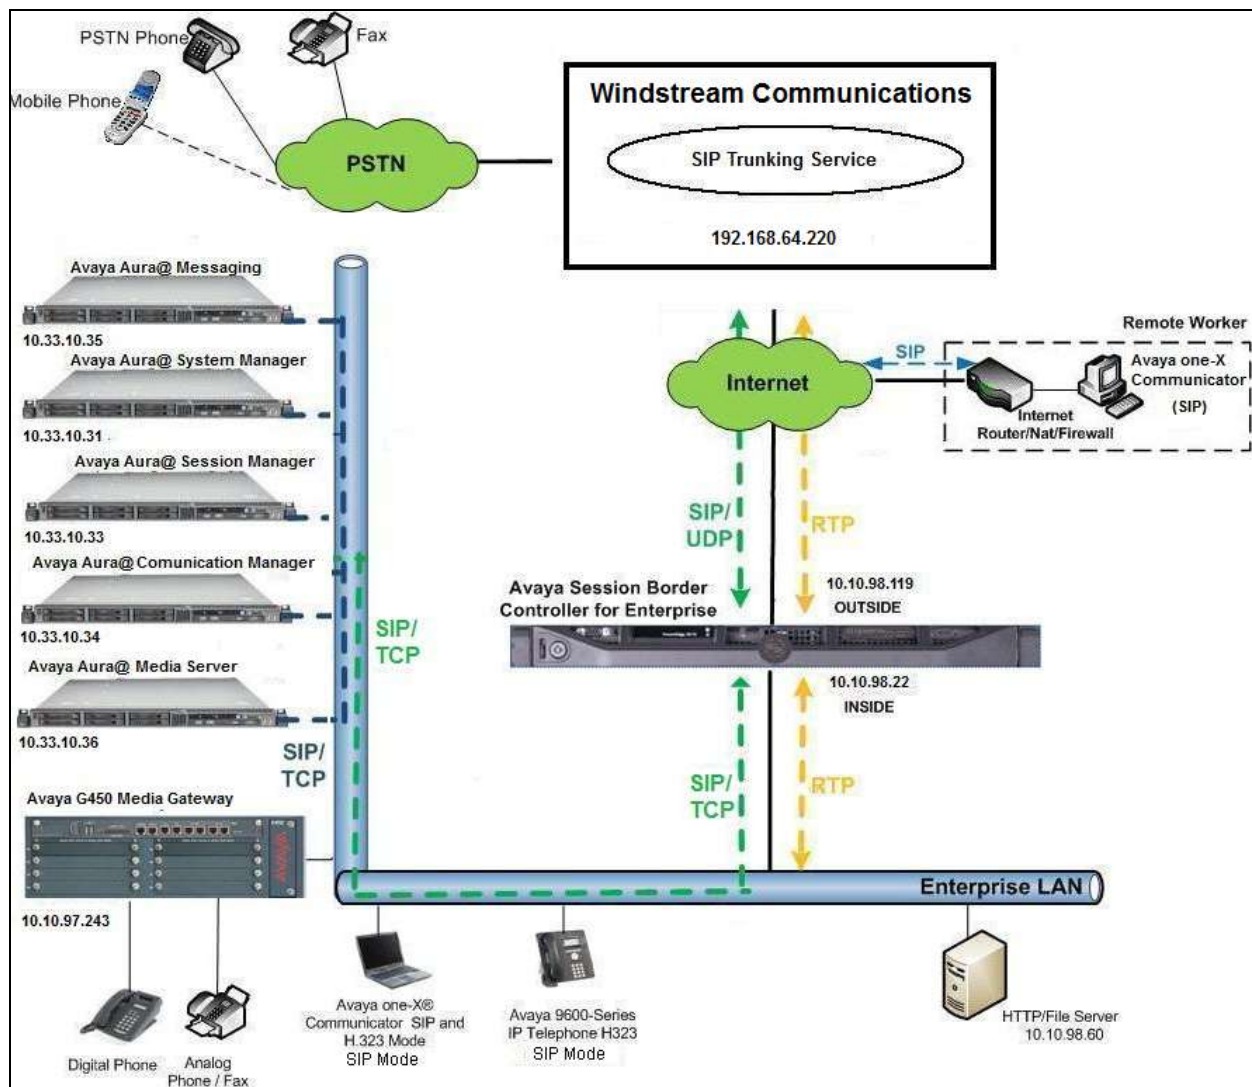 PSTN Phone
Fax
Mobile Phone
PSTN
Windstream Communications
SIP Trunking Service
192.168.64.220
Avaya Aura@ Messaging
10.33.10.35
Avaya Aura@ System Manager
10.33.10.31
Avaya Aura@ Session Manager
10.33.10.33
Avaya Aura@ Comunication Manager
10.33.10.34
Avaya Aura@ Media Server
10.33.10.36
SIP/
TCP
SIP/
TCP
Avaya G450 Media Gateway
10.10.97.243
Internet
SIP
Remote Worker
Avaya one-X
Communicator
(SIP)
Internet
Router/Nat/Firewall
SIP/
UDP
RTP
Avaya Session Border
Controller for Enterprise
10.10.98.119
OUTSIDE
10.10.98.22
INSIDE
SIP/
TCP
RTP
Enterprise LAN
Digital Phone
Analog
Phone / Fax
Avaya one-X®
Communicator SIP and
H.323 Mode
SIP Mode
Avaya 9600-Series
IP Telephone H323
SIP Mode
HTTP/File Server
10.10.98.60